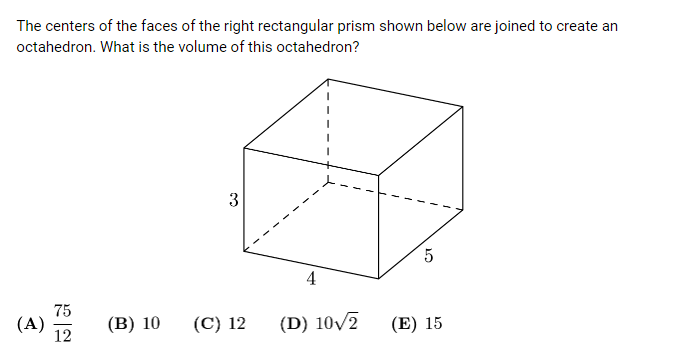 The centers of the faces of the right rectangular prism shown below are joined to create an
octahedron. What is the volume of this octahedron?
3
5
4
(A) 75/12 (B) 10 (C) 12 (D) 10√2 (E) 15